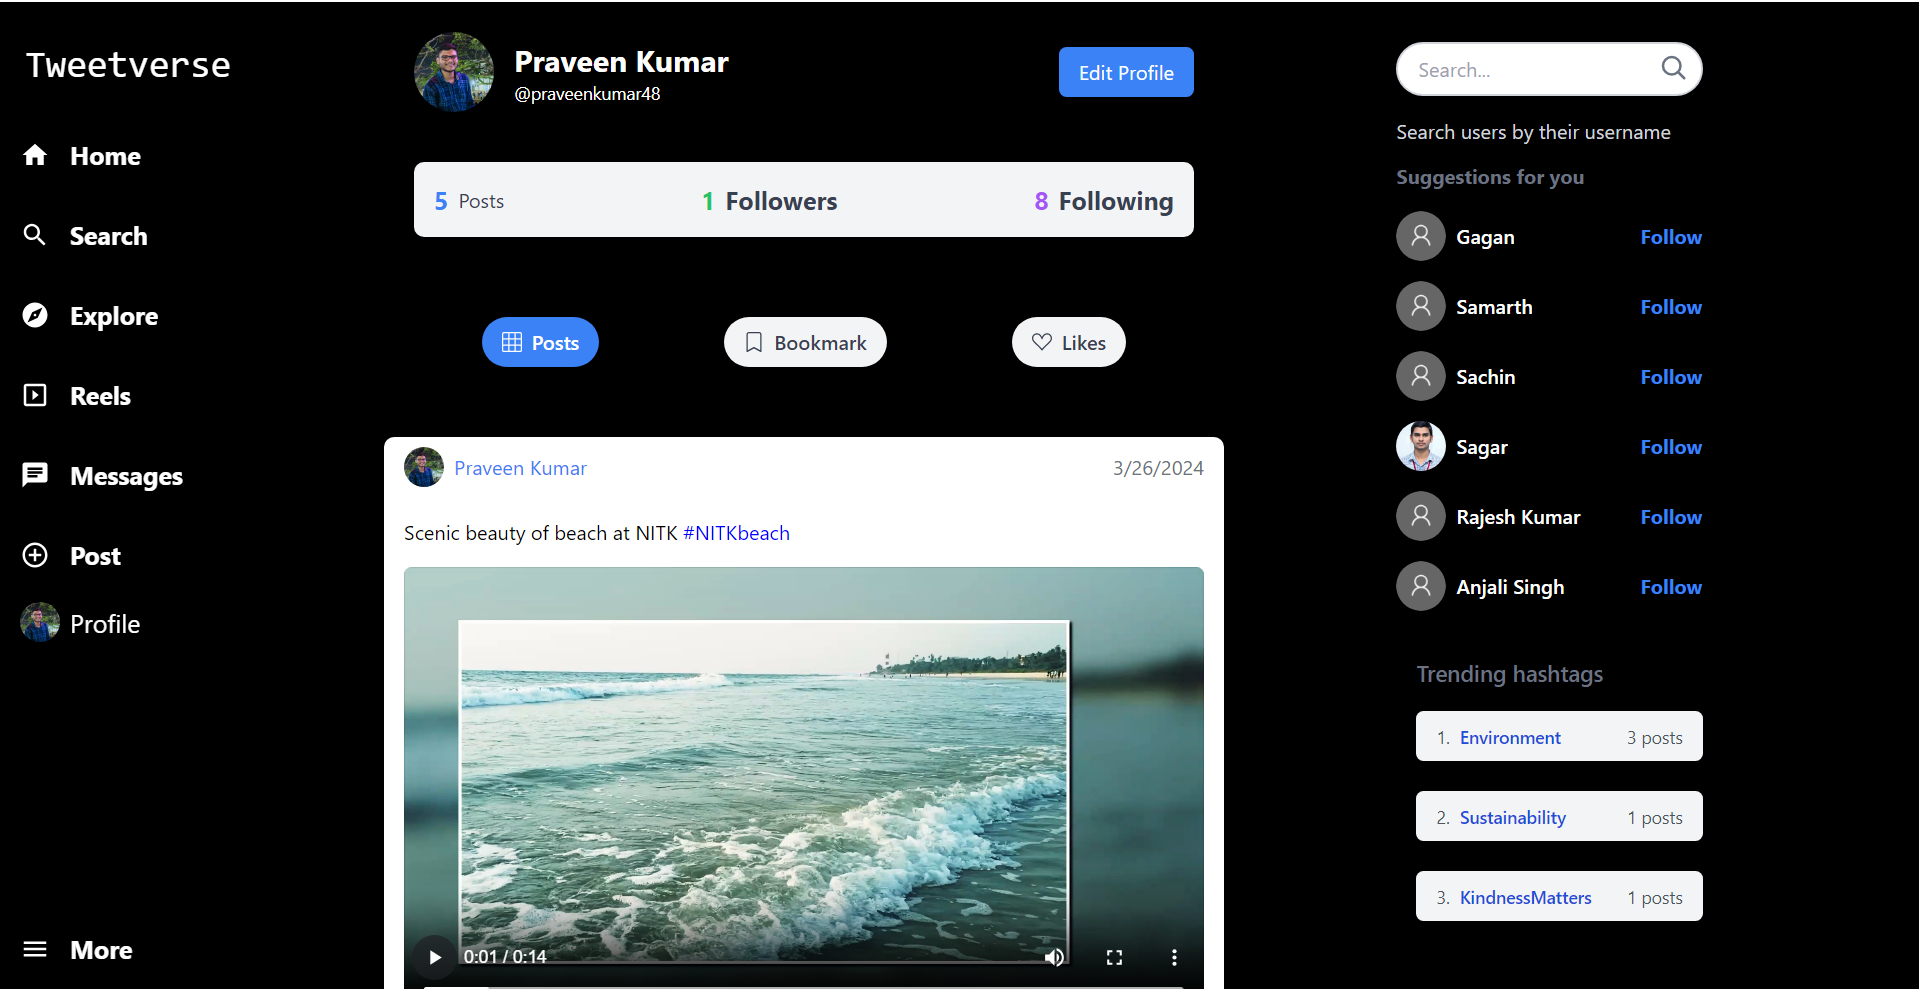 Tweetverse
Home
Search
Explore
Reels
Messages
Post
Profile
More
Praveen Kumar
@praveenkumar48
Edit Profile
5 Posts
1 Followers
8 Following
Posts
Bookmark
Likes
Praveen Kumar
3/26/2024
Scenic beauty of beach at NITK #NITKbeach
0:01 / 0:14
Search...
Search users by their username
Suggestions for you
Gagan Follow
Samarth Follow
Sachin Follow
Sagar Follow
Rajesh Kumar Follow
Anjali Singh Follow
Trending hashtags
1. Environment 3 posts
2. Sustainability 1 posts
3. KindnessMatters 1 posts